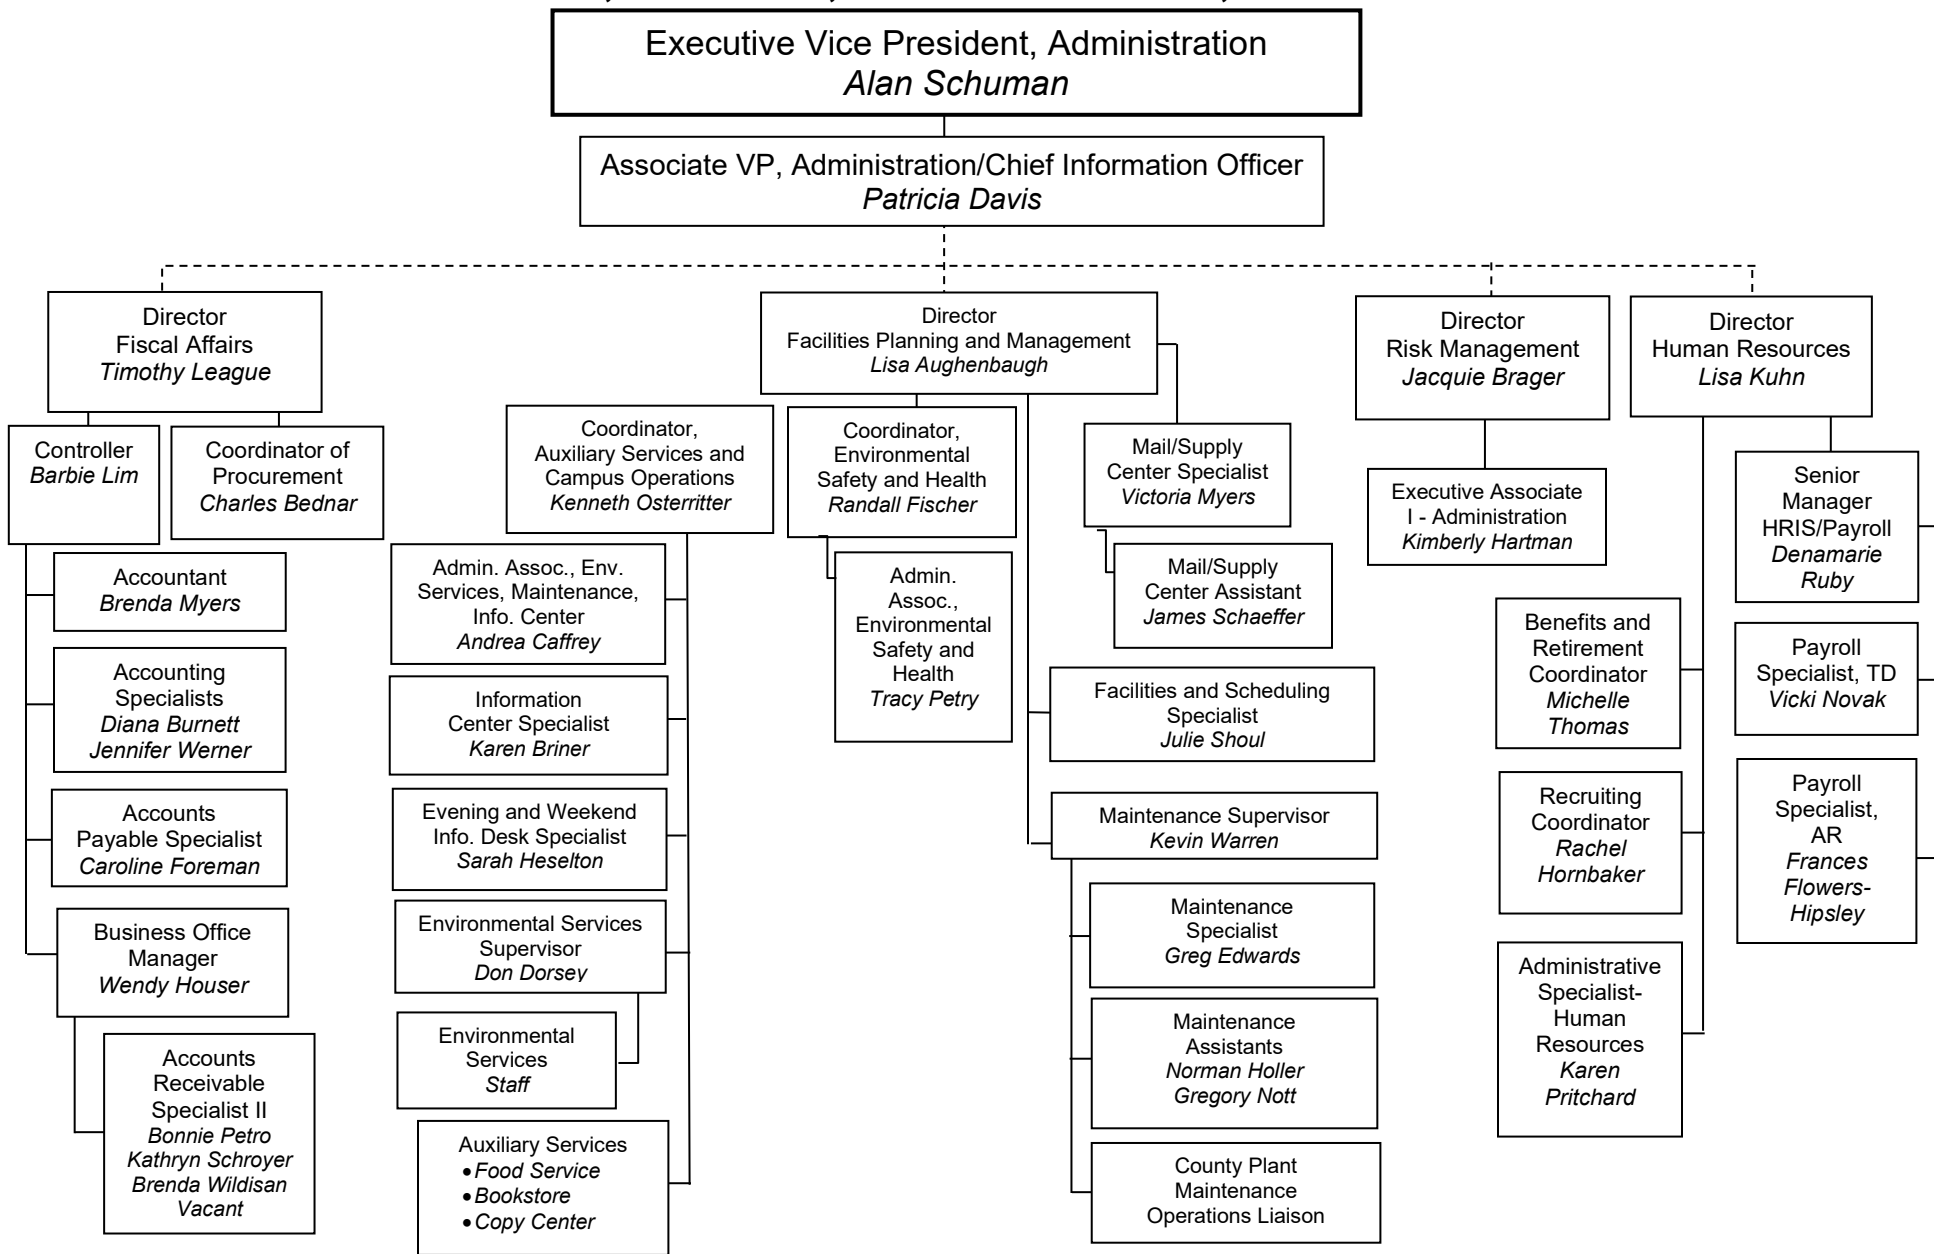 Executive Vice President, Administration
Alan Schuman
Associate VP, Administration/Chief Information Officer
Patricia Davis
Director
Fiscal Affairs
Timothy League
Controller
Barbie Lim
Coordinator of
Procurement
Charles Bednar
Accountant
Brenda Myers
Accounting
Specialists
Diana Burnett
Jennifer Werner
Accounts
Payable Specialist
Caroline Foreman
Business Office
Manager
Wendy Houser
Accounts
Receivable
Specialist II
Bonnie Petro
Kathryn Schroyer
Brenda Wildisan
Vacant
Coordinator,
Auxiliary Services and
Campus Operations
Kenneth Osterritter
Admin. Assoc., Env.
Services, Maintenance,
Info. Center
Andrea Caffrey
Information
Center Specialist
Karen Briner
Evening and Weekend
Info. Desk Specialist
Sarah Heselton
Environmental Services
Supervisor
Don Dorsey
Environmental
Services
Staff
Auxiliary Services
• Food Service
• Bookstore
• Copy Center
Director
Facilities Planning and Management
Lisa Aughenbaugh
Coordinator,
Environmental
Safety and Health
Randall Fischer
Admin.
Assoc.,
Environmental
Safety and
Health
Tracy Petry
Mail/Supply
Center Specialist
Victoria Myers
Mail/Supply
Center Assistant
James Schaeffer
Facilities and Scheduling
Specialist
Julie Shoul
Maintenance Supervisor
Kevin Warren
Maintenance
Specialist
Greg Edwards
Maintenance
Assistants
Norman Holler
Gregory Nott
County Plant
Maintenance
Operations Liaison
Director
Risk Management
Jacquie Brager
Executive Associate
I - Administration
Kimberly Hartman
Director
Human Resources
Lisa Kuhn
Benefits and
Retirement
Coordinator
Michelle
Thomas
Recruiting
Coordinator
Rachel
Hornbaker
Administrative
Specialist-
Human
Resources
Karen
Pritchard
Senior
Manager
HRIS/Payroll
Denamarie
Ruby
Payroll
Specialist, TD
Vicki Novak
Payroll
Specialist,
AR
Frances
Flowers-
Hipsley